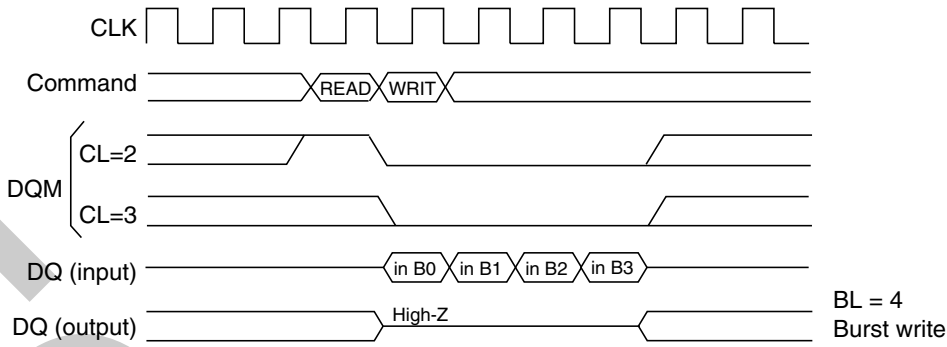 CLK
Command
READ WRIT
DQM
CL=2
CL=3
DQ (input)
in B0 in B1 in B2 in B3
DQ (output)
High-Z
BL = 4
Burst write